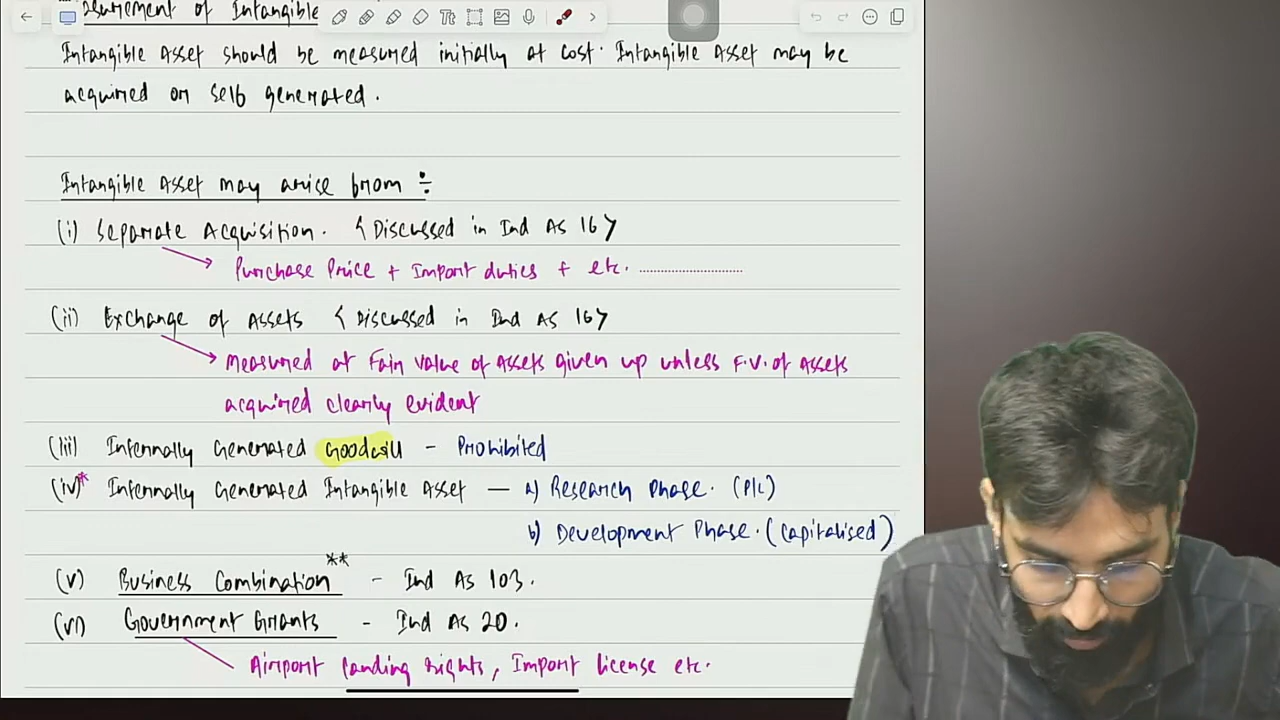 Measurement of Intangible
Intangible Asset should be measured initially at cost. Intangible Asset may be
acquired or self generated.
Intangible Asset may arise from :-
(i) Separate Acquisition. {Discussed in Ind As 16}
Purchase Price + Import duties + etc. ..........................
(ii) Exchange of Assets {Discussed in Ind As 16}
Measured at Fair Value of Assets given up unless F.V. of Assets
acquired clearly evident
(iii) Internally Generated Goodwill - Prohibited
(iv)* Internally Generated Intangible Asset — a) Research Phase. (P/L)
b) Development Phase. (Capitalised)
(v) Business Combination** - Ind As 103.
(vi) Government Grants - Ind As 20.
Airport landing rights, Import license etc.